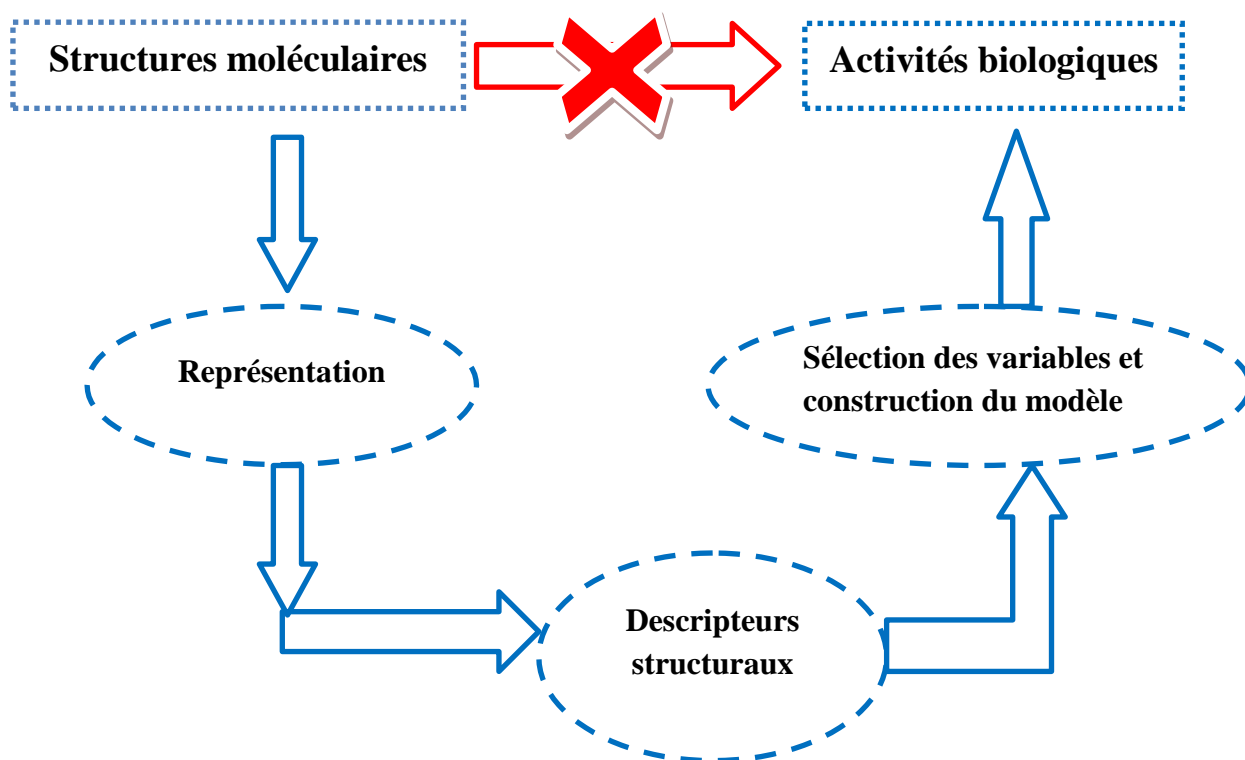 Structures moléculaires
Activités biologiques
Représentation
Sélection des variables et
construction du modèle
Descripteurs
structuraux